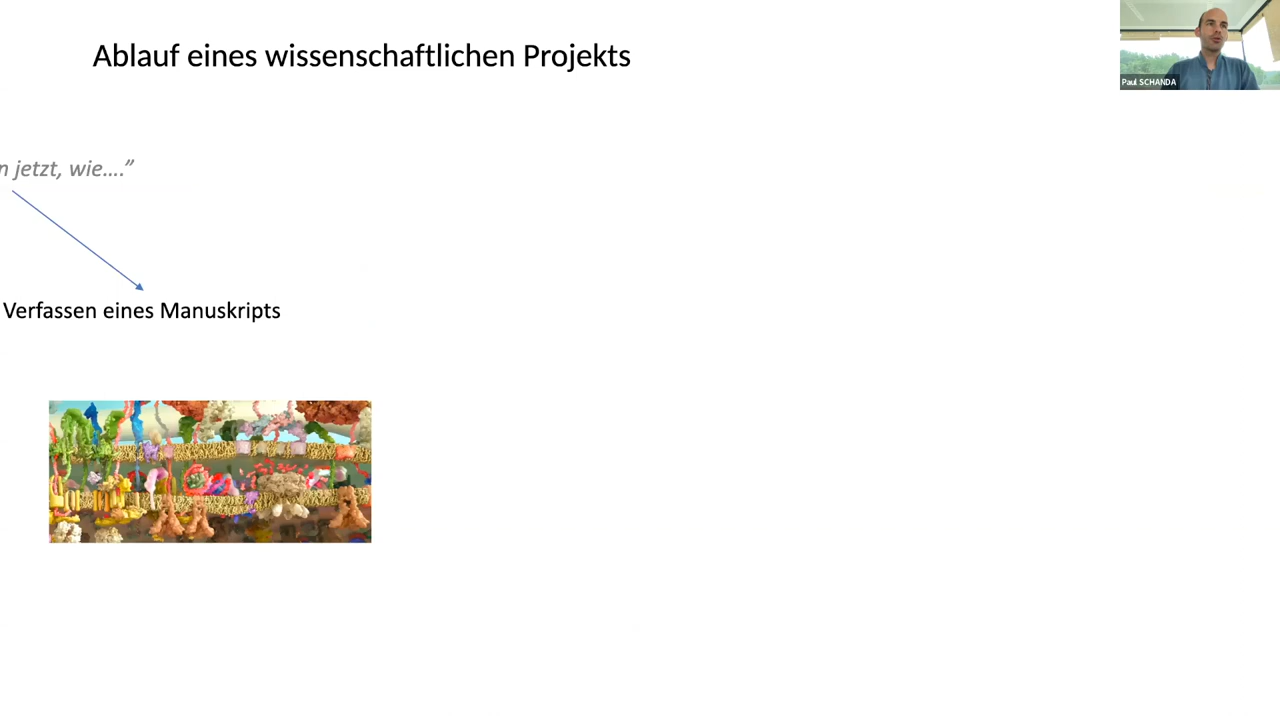 Ablauf eines wissenschaftlichen Projekts
Paul SCHANDA
n jetzt, wie....”
Verfassen eines Manuskripts